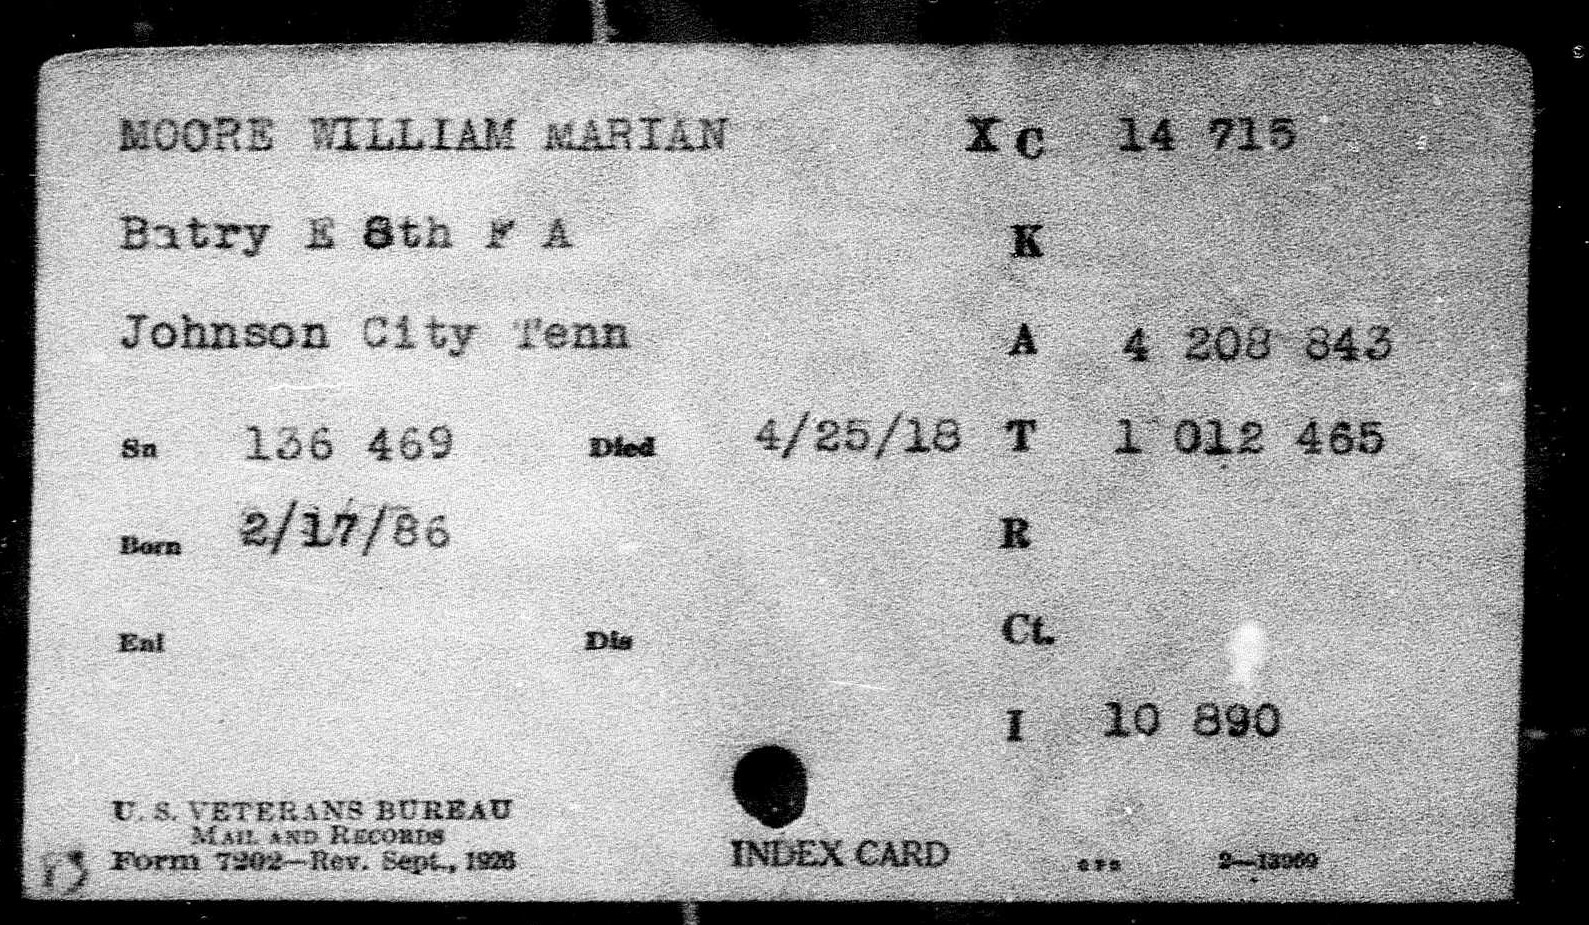 MOORE WILLIAM MARIAN X C 14 715
Batry E 8th F A K
Johnson City Tenn A 4 208 843
Sn 136 469 Died 4/25/18 T 1 012 465
Born 2/17/86 R
Enl Dis Ct.
I 10 890
U. S. VETERANS BUREAU
MAIL AND RECORDS
Form 7202—Rev. Sept., 1926 INDEX CARD GPO